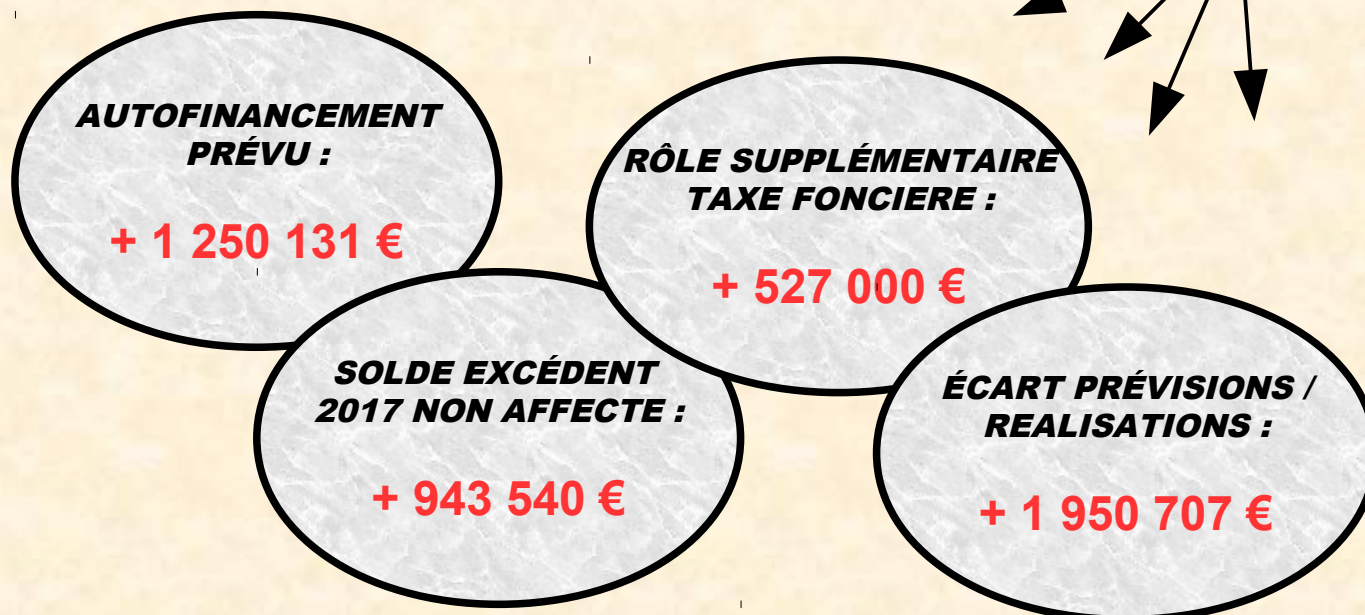 AUTOFINANCEMENT
PRÉVU :
+ 1 250 131 €
RÔLE SUPPLÉMENTAIRE
TAXE FONCIERE :
+ 527 000 €
SOLDE EXCÉDENT
2017 NON AFFECTE :
+ 943 540 €
ÉCART PRÉVISIONS /
REALISATIONS :
+ 1 950 707 €